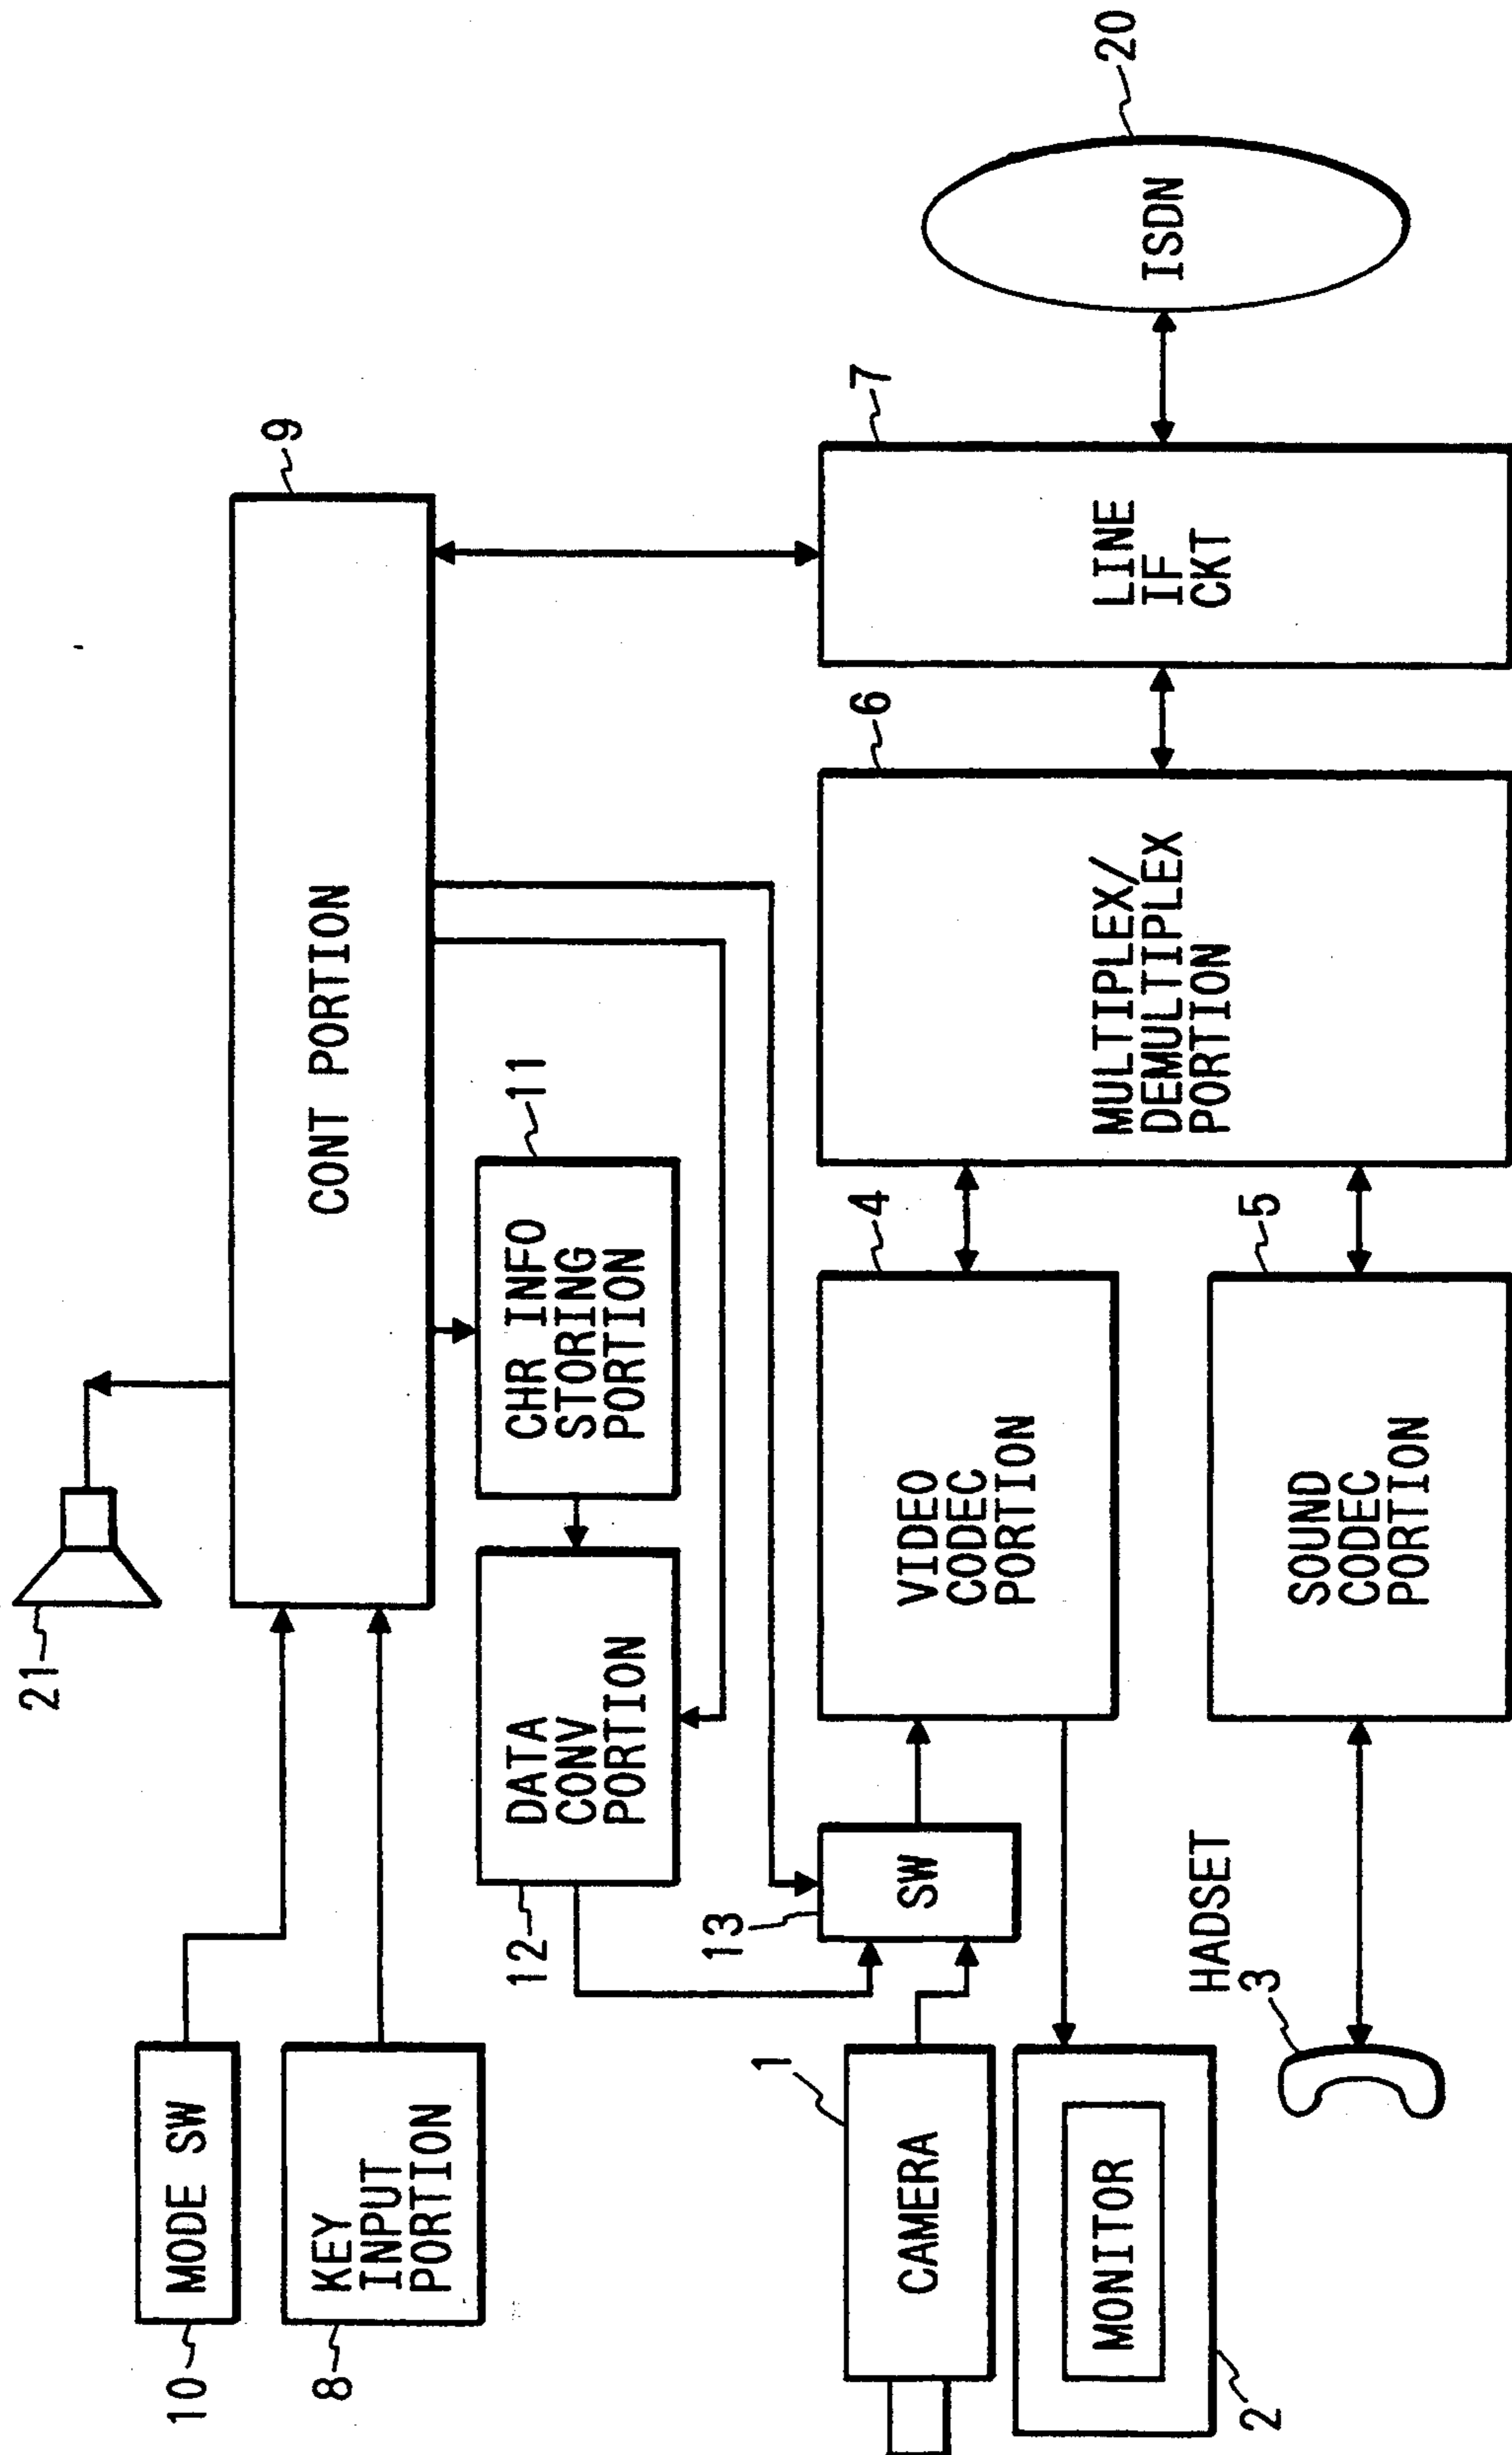 21
9
CONT PORTION
10
MODE SW
8
KEY
INPUT
PORTION
11
CHR INFO
STORING
PORTION
12
DATA
CONV
PORTION
13
SW
1
CAMERA
2
MONITOR
HADSET
3
4
VIDEO
CODEC
PORTION
5
SOUND
CODEC
PORTION
6
MULTIPLEX/
DEMULTIPLEX
PORTION
7
LINE
IF
CKT
20
ISDN